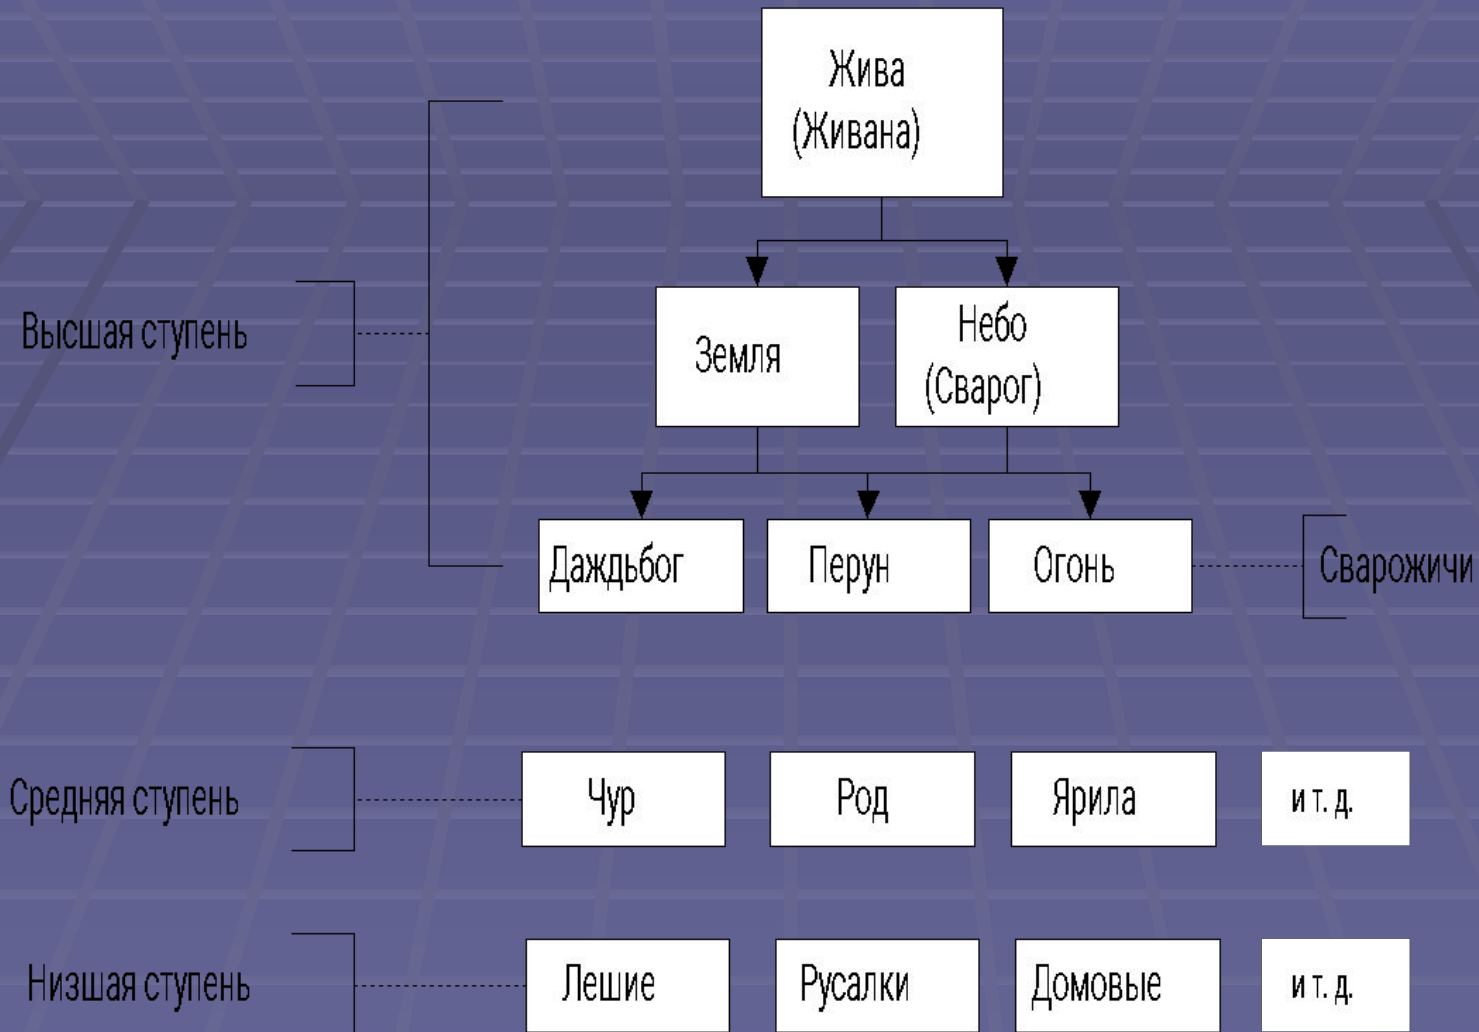 Жива
(Живана)
Высшая ступень
Земля
Небо
(Сварог)
Даждьбог
Перун
Огонь
Сварожичи
Средняя ступень
Чур
Род
Ярила
и т. д.
Низшая ступень
Лешие
Русалки
Домовые
и т. д.